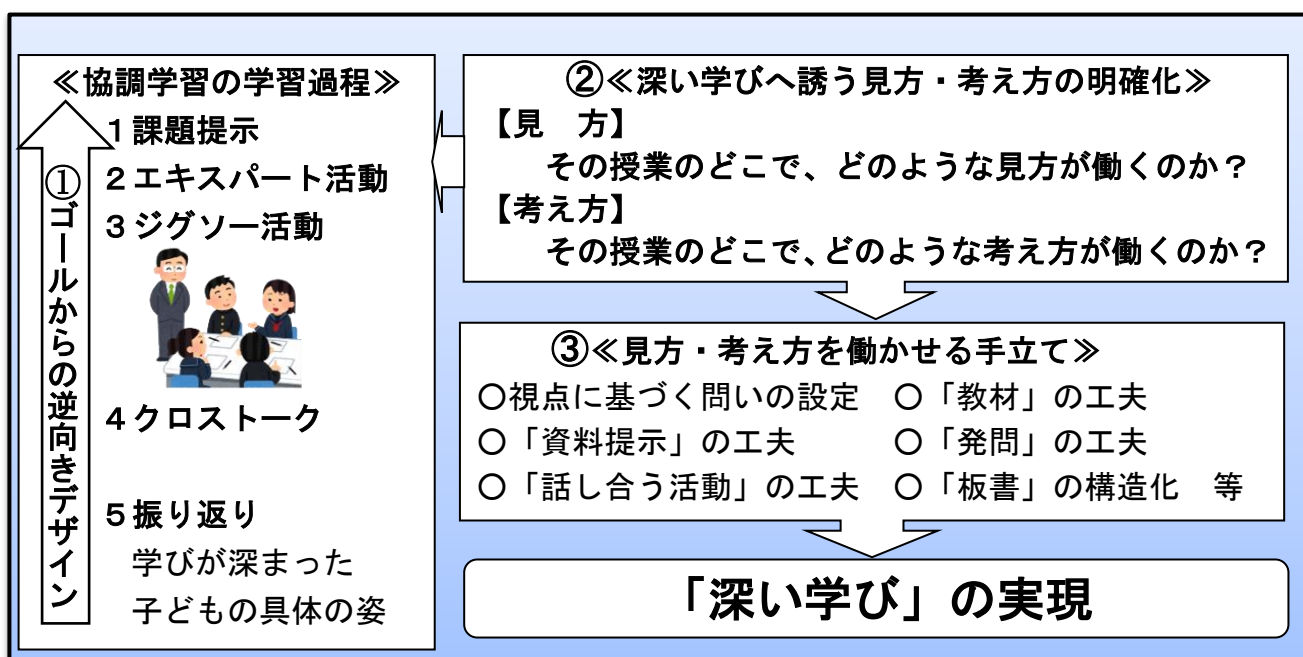 ≪協調学習の学習過程≫
①ゴールからの逆向きデザイン
1課題提示
2エキスパート活動
3ジグソー活動
4クロストーク
5振り返り
学びが深まった
子どもの具体の姿
②≪深い学びへ誘う見方・考え方の明確化≫
【見　方】
その授業のどこで、どのような見方が働くのか？
【考え方】
その授業のどこで、どのような考え方が働くのか？
③≪見方・考え方を働かせる手立て≫
〇視点に基づく問いの設定　〇「教材」の工夫
〇「資料提示」の工夫　〇「発問」の工夫
〇「話し合う活動」の工夫　〇「板書」の構造化　等
「深い学び」の実現